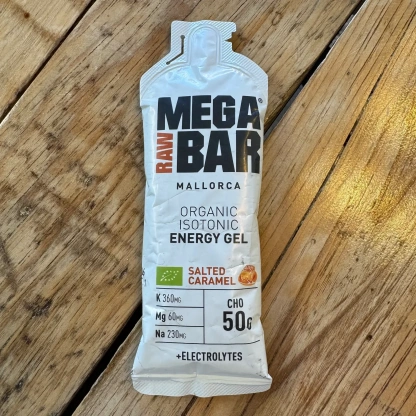 MEGA®
RAW
BAR
MALLORCA
ORGANIC
ISOTONIC
ENERGY GEL
SALTED
CARAMEL
K 360MG
Mg 60MG
Na 230MG
CHO
50G
+ELECTROLYTES